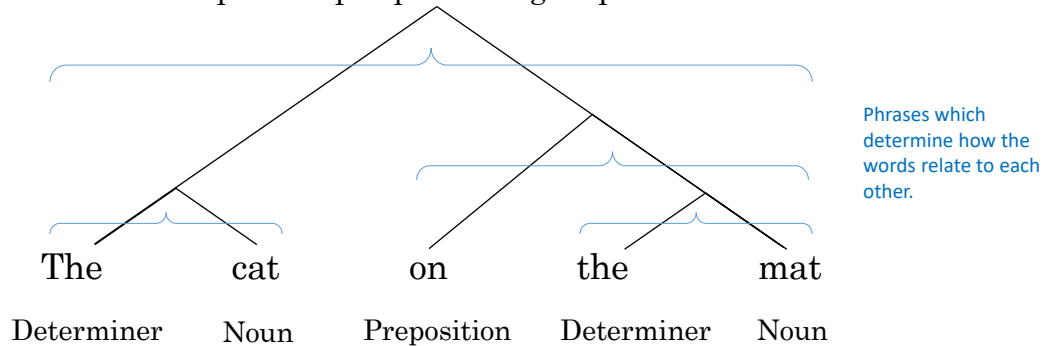 Phrases which
determine how the
words relate to each
other.
The cat on the mat
Determiner Noun Preposition Determiner Noun